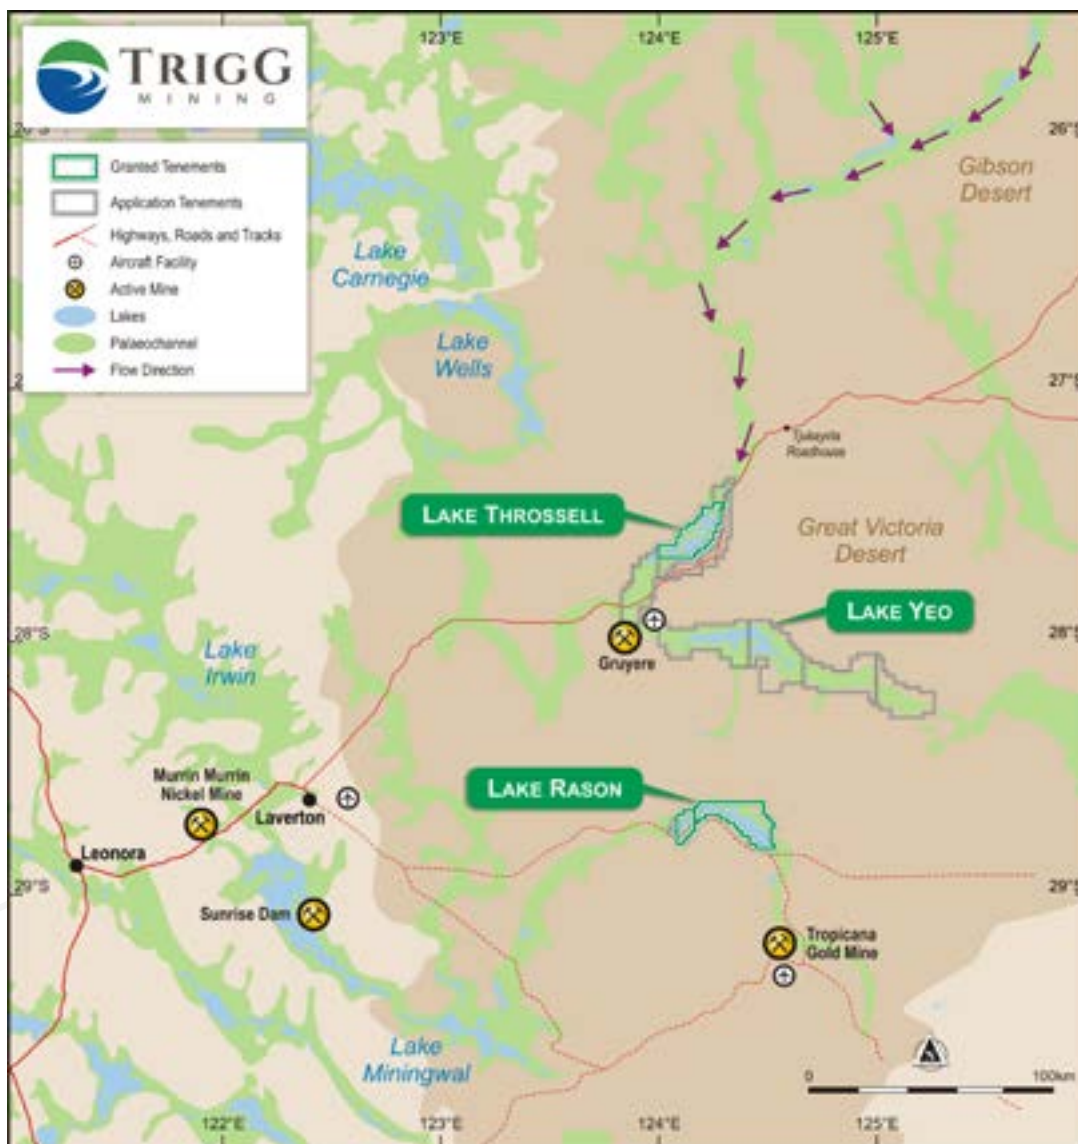 TRIGG
MINING
Granted Tenements
Application Tenements
Highways, Roads and Tracks
Aircraft Facility
Active Mine
Lakes
Palaeochannel
Flow Direction
123°E
124°E
125°E
26°S
Gibson
Desert
Lake
Carnegie
Lake
Wells
27°S
Roadhouse
LAKE THROSSELL
Great Victoria
Desert
LAKE YEO
28°S
28°S
Lake
Irwin
Gruyere
Murrin Murrin
Nickel Mine
LAKE RASON
Laverton
Leonora
29°S
29°S
Sunrise Dam
Tropicana
Gold Mine
Lake
Miningwal
0
100km
122°E
123°E
124°E
125°E